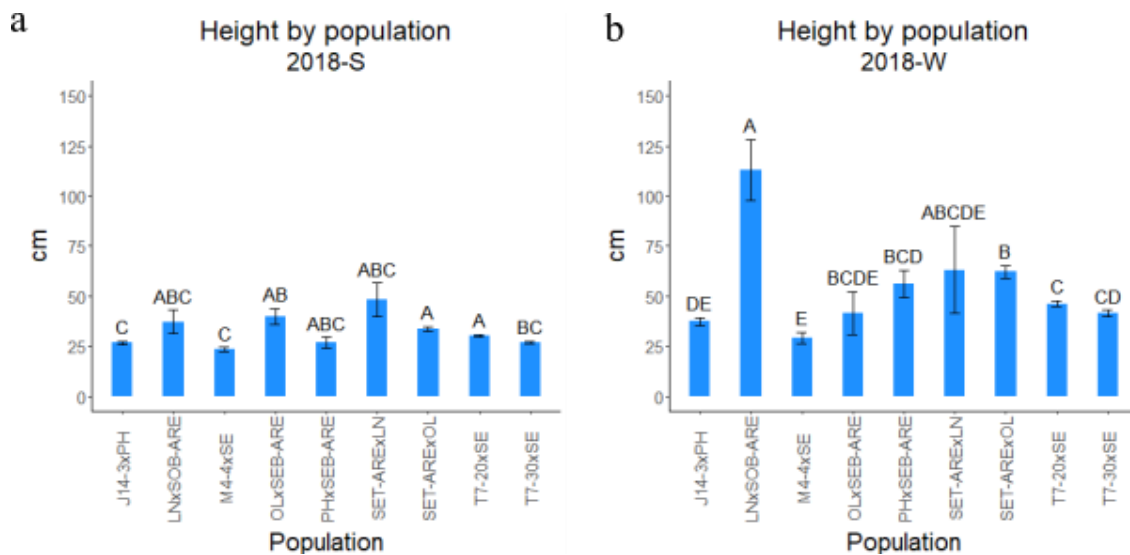 a
Height by population
2018-S
cm
150
125
100
75
50
25
0
C
ABC
C
AB
ABC
ABC
A
A
BC
J14-3xPH
LNxSOB-ARE
M4-4xSE
OLxSEB-ARE
PHxSEB-ARE
SET-ARExLN
SET-ARExOL
T7-20xSE
T7-30xSE
Population
b
Height by population
2018-W
cm
150
125
100
75
50
25
0
DE
A
E
BCDE
BCD
ABCDE
B
C
CD
J14-3xPH
LNxSOB-ARE
M4-4xSE
OLxSEB-ARE
PHxSEB-ARE
SET-ARExLN
SET-ARExOL
T7-20xSE
T7-30xSE
Population